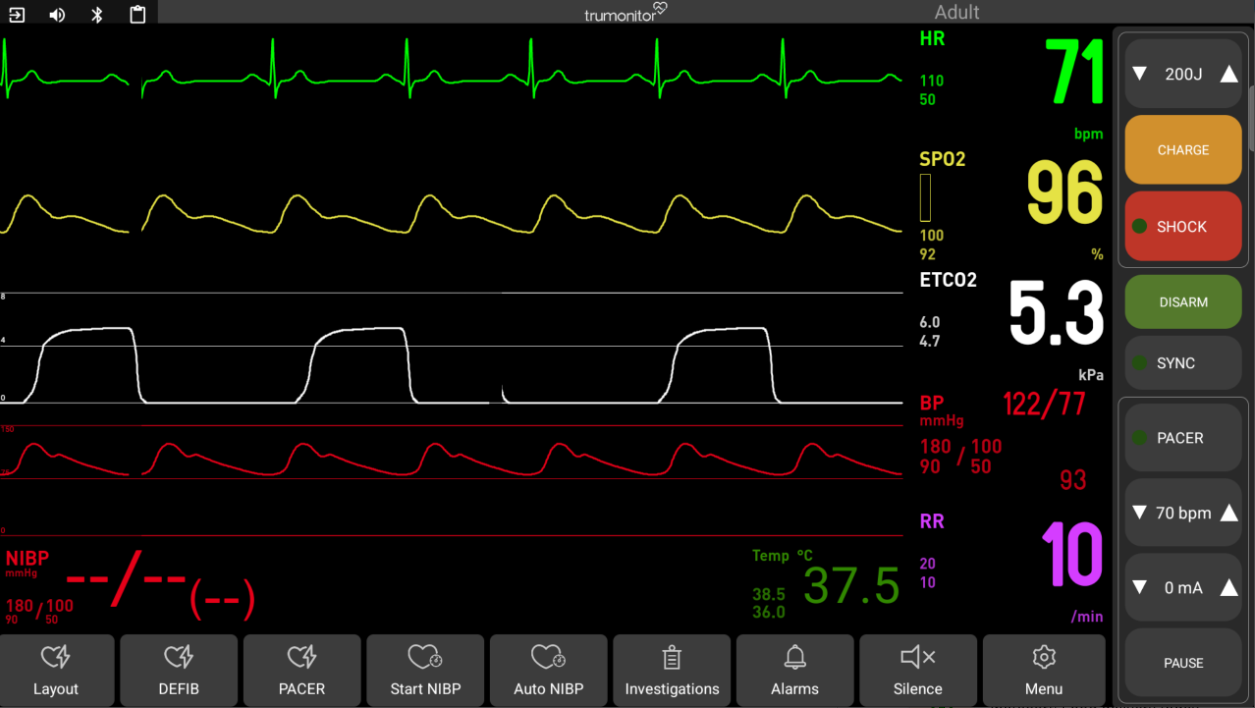 trumonitor
Adult
HR
71
110
50
bpm
SPO2
96
100
92
%
ETCO2
5.3
6.0
4.7
kPa
8
4
0
BP
mmHg
122/77
180 / 100
90 / 50
93
150
75
0
RR
10
20
10
/min
NIBP
mmHg
--/--(--)
180 / 100
90 / 50
Temp °C
37.5
38.5
36.0
200J
CHARGE
SHOCK
DISARM
SYNC
PACER
70 bpm
0 mA
PAUSE
Layout
DEFIB
PACER
Start NIBP
Auto NIBP
Investigations
Alarms
Silence
Menu